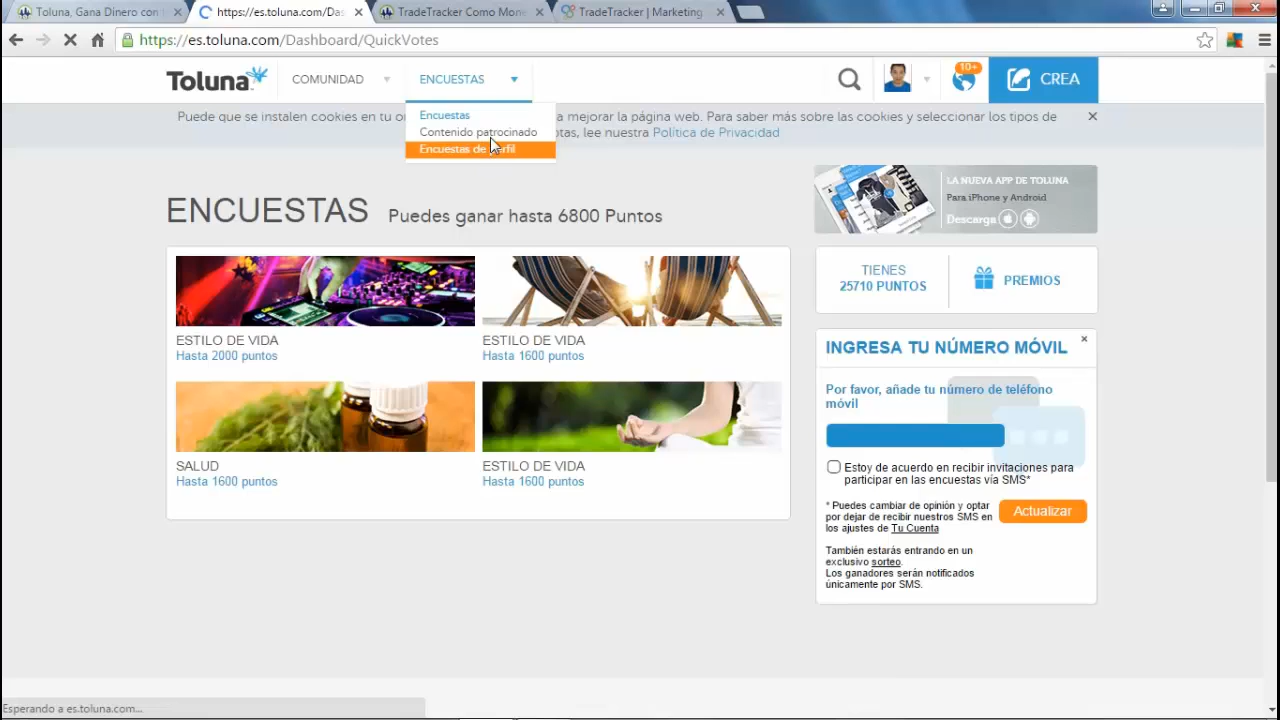 Toluna, Gana Dinero con
https://es.toluna.com/Das
TradeTracker Como Mone
TradeTracker | Marketing
https://es.toluna.com/Dashboard/QuickVotes
Toluna
COMUNIDAD
ENCUESTAS
10+
CREA
Puede que se instalen cookies en tu or
mejorar la página web. Para saber más sobre las cookies y seleccionar los tipos de
otas, lee nuestra Política de Privacidad
Encuestas
Contenido patrocinado
Encuestas de
ENCUESTAS Puedes ganar hasta 6800 Puntos
LA NUEVA APP DE TOLUNA
Para iPhone y Android
Descarga
ESTILO DE VIDA
Hasta 2000 puntos
ESTILO DE VIDA
Hasta 1600 puntos
SALUD
Hasta 1600 puntos
ESTILO DE VIDA
Hasta 1600 puntos
TIENES
25710 PUNTOS
PREMIOS
INGRESA TU NÚMERO MÓVIL
Por favor, añade tu número de teléfono
móvil
Estoy de acuerdo en recibir invitaciones para
participar en las encuestas vía SMS*
* Puedes cambiar de opinión y optar
por dejar de recibir nuestros SMS en
los ajustes de Tu Cuenta
Actualizar
También estarás entrando en un
exclusivo sorteo.
Los ganadores serán notificados
únicamente por SMS.
Esperando a es.toluna.com...